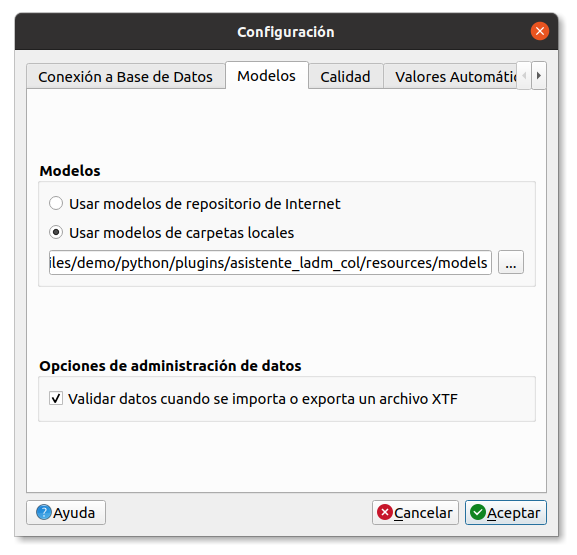 Configuración
Conexión a Base de Datos Modelos Calidad Valores Automátic
Modelos
Usar modelos de repositorio de Internet
Usar modelos de carpetas locales
iles/demo/python/plugins/asistente_ladm_col/resources/models ...
Opciones de administración de datos
Validar datos cuando se importa o exporta un archivo XTF
Ayuda Cancelar Aceptar